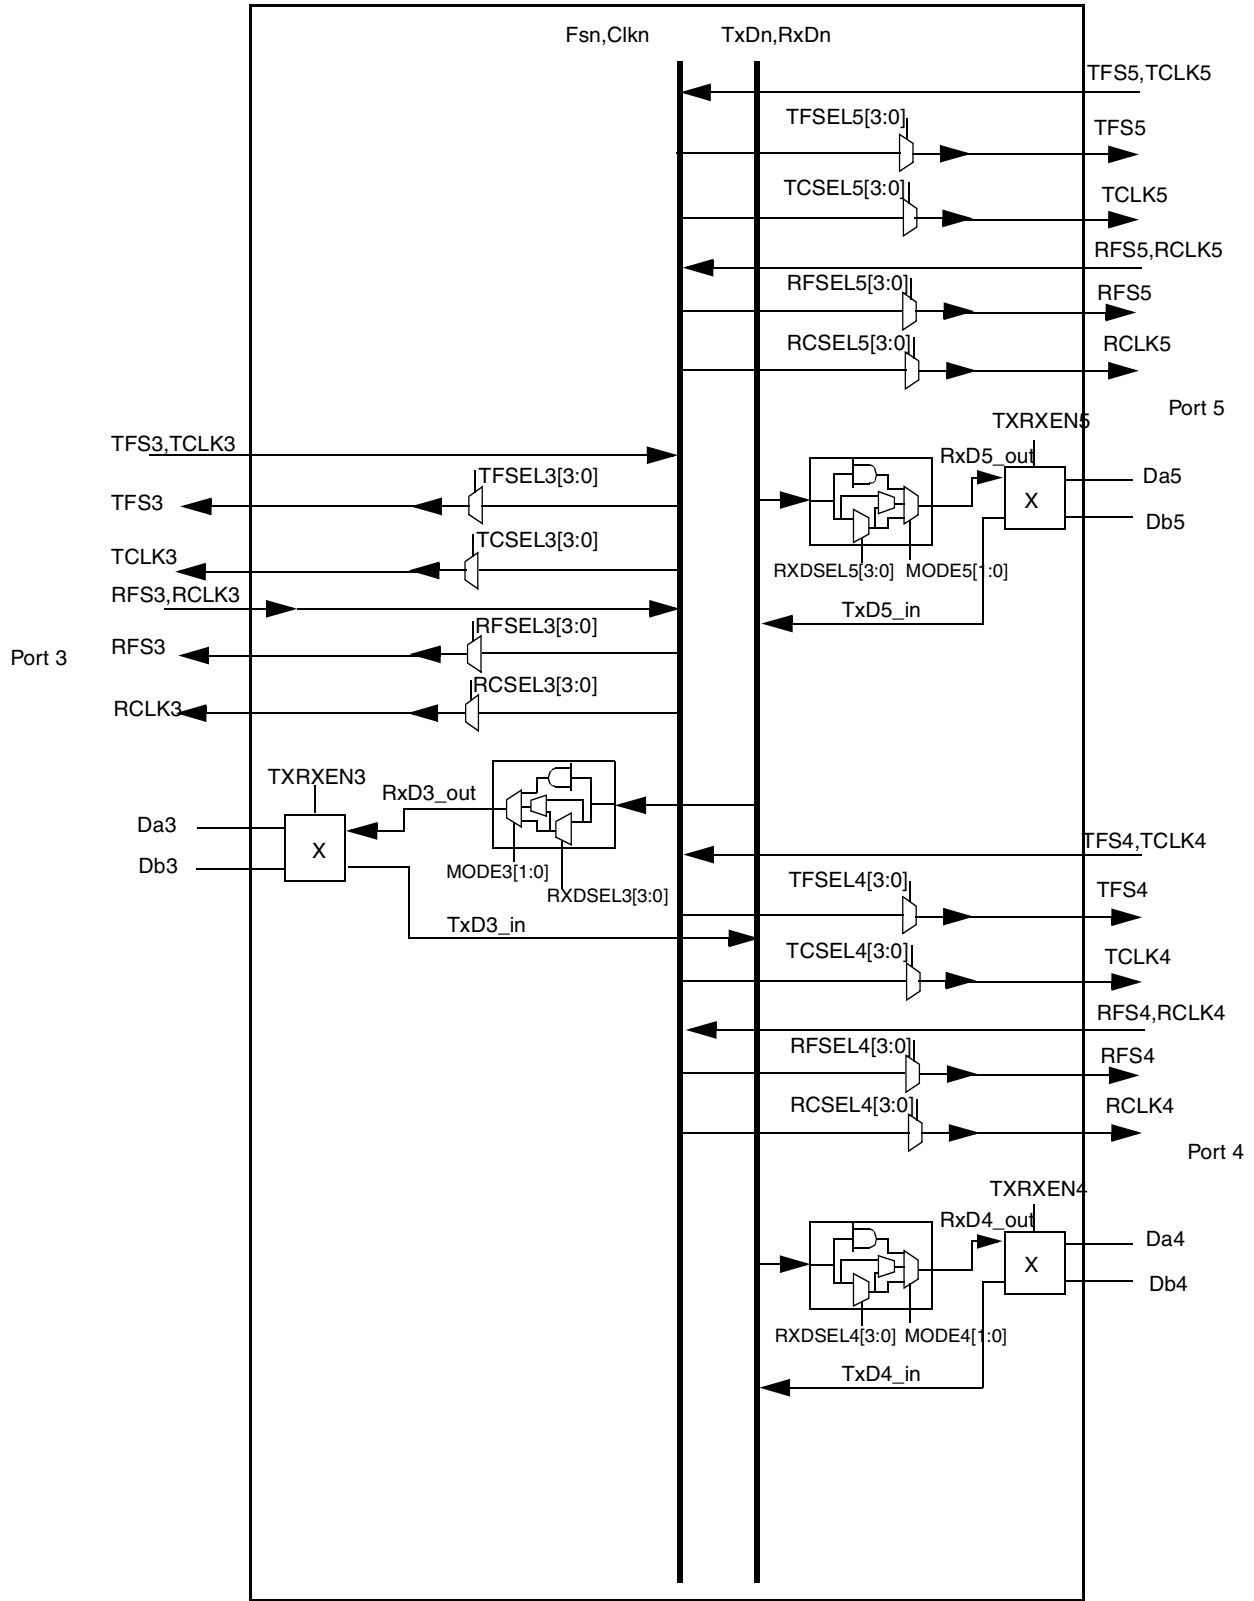 Fsn,Clkn
TxDn,RxDn
TFS5,TCLK5
TFSEL5[3:0]
TFS5
TCSEL5[3:0]
TCLK5
RFS5,RCLK5
RFSEL5[3:0]
RFS5
RCSEL5[3:0]
RCLK5
Port 5
TXRXEN5
RxD5_out
Da5
X
Db5
RXDSEL5[3:0]
MODE5[1:0]
TxD5_in
TFS3,TCLK3
TFSEL3[3:0]
TFS3
TCSEL3[3:0]
TCLK3
RFS3,RCLK3
RFSEL3[3:0]
RFS3
Port 3
RCSEL3[3:0]
RCLK3
TXRXEN3
RxD3_out
Da3
X
Db3
MODE3[1:0]
RXDSEL3[3:0]
TxD3_in
TFS4,TCLK4
TFSEL4[3:0]
TFS4
TCSEL4[3:0]
TCLK4
RFS4,RCLK4
RFSEL4[3:0]
RFS4
RCSEL4[3:0]
RCLK4
Port 4
TXRXEN4
RxD4_out
Da4
X
Db4
RXDSEL4[3:0]
MODE4[1:0]
TxD4_in